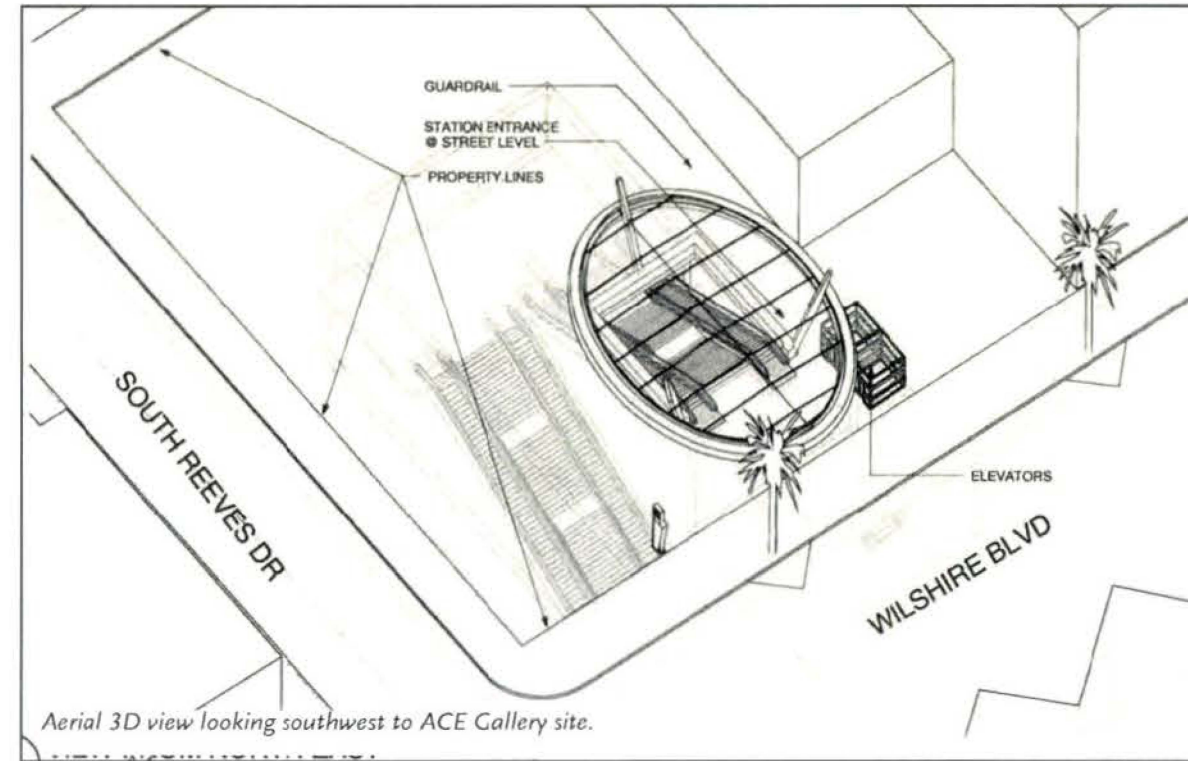 GUARDRAIL
STATION ENTRANCE
@ STREET LEVEL
PROPERTY LINES
SOUTH REEVES DR
ELEVATORS
WILSHIRE BLVD
Aerial 3D view looking southwest to ACE Gallery site.